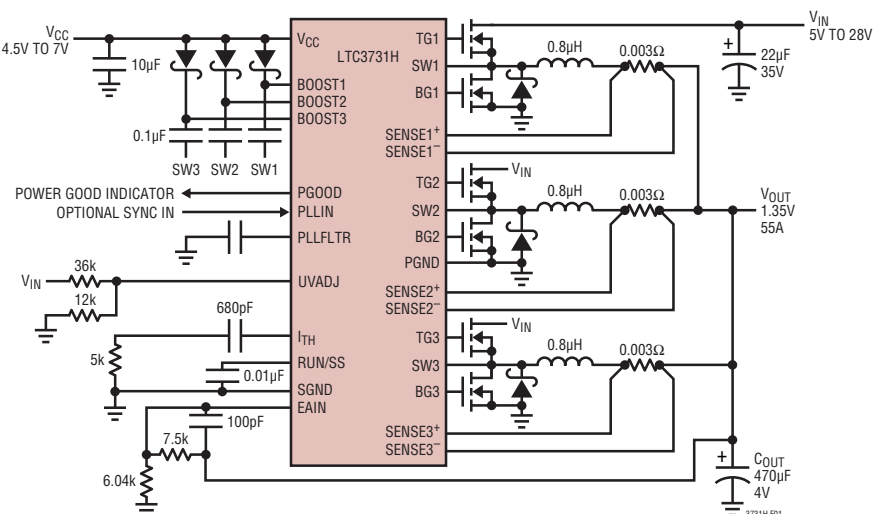 VCC
4.5V TO 7V
10µF
0.1µF
SW3 SW2 SW1
POWER GOOD INDICATOR
OPTIONAL SYNC IN
VIN
36k
12k
680pF
5k
0.01µF
100pF
7.5k
6.04k
LTC3731H
VCC
BOOST1
BOOST2
BOOST3
PGOOD
PLLIN
PLLFLTR
UVADJ
ITH
RUN/SS
SGND
EAIN
TG1
SW1
BG1
SENSE1+
SENSE1–
TG2
SW2
BG2
PGND
SENSE2+
SENSE2–
TG3
SW3
BG3
SENSE3+
SENSE3–
0.8µH
0.003Ω
VIN
5V TO 28V
+
22µF
35V
VIN
0.8µH
0.003Ω
VOUT
1.35V
55A
VIN
0.8µH
0.003Ω
+
COUT
470µF
4V
3731H F01